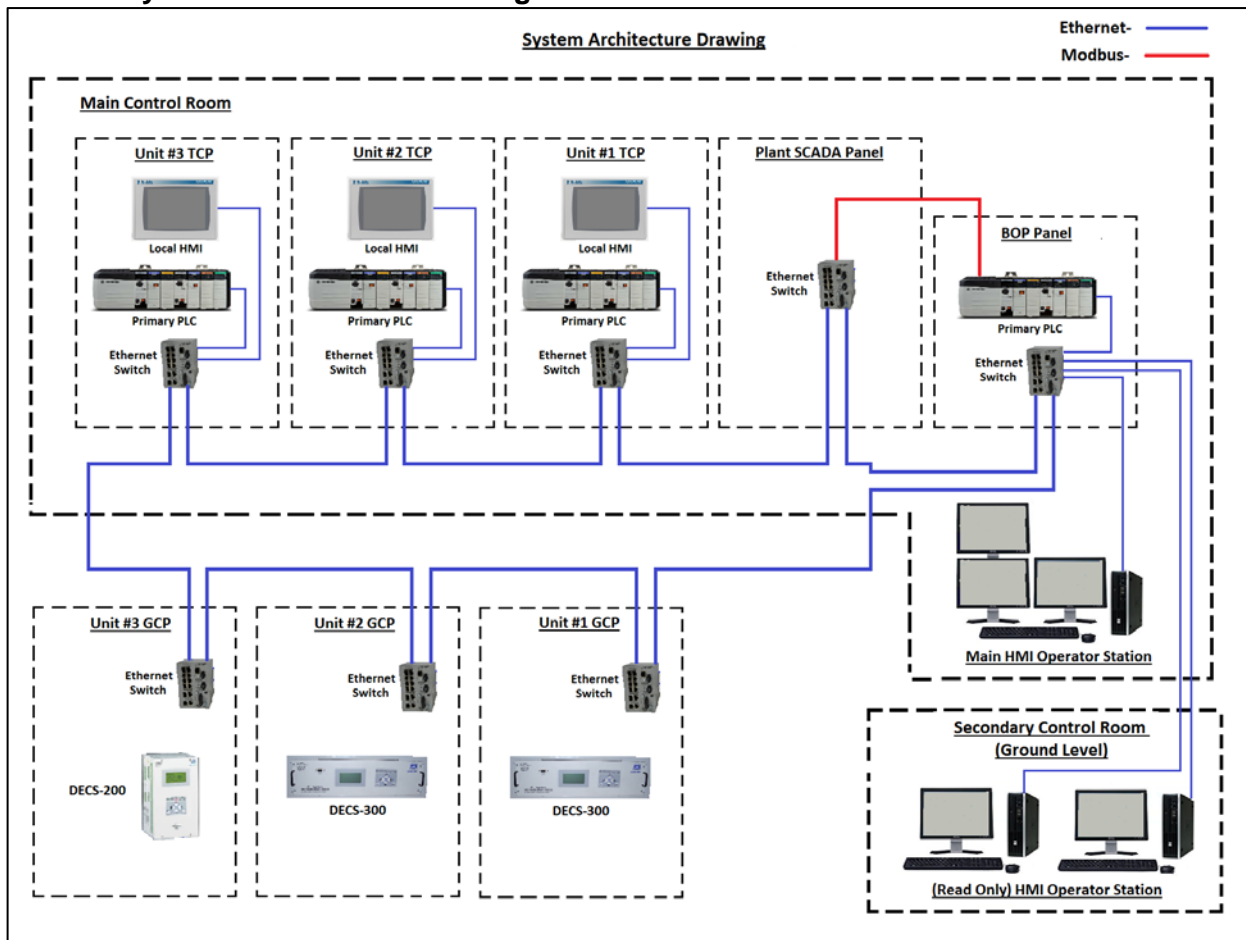 System Architecture Drawing
Ethernet-
Modbus-
Main Control Room
Unit #3 TCP
Local HMI
Primary PLC
Ethernet
Switch
Unit #2 TCP
Local HMI
Primary PLC
Ethernet
Switch
Unit #1 TCP
Local HMI
Primary PLC
Ethernet
Switch
Plant SCADA Panel
Ethernet
Switch
BOP Panel
Primary PLC
Ethernet
Switch
Main HMI Operator Station
Unit #3 GCP
Ethernet
Switch
DECS-200
Unit #2 GCP
Ethernet
Switch
DECS-300
Unit #1 GCP
Ethernet
Switch
DECS-300
Secondary Control Room
(Ground Level)
(Read Only) HMI Operator Station